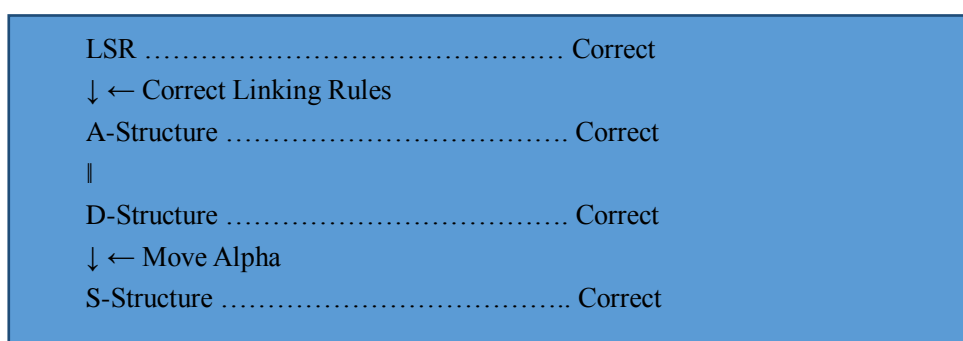 LSR ……………………………………… Correct
↓ ← Correct Linking Rules
A-Structure ………………………………. Correct
‖
D-Structure ………………………………. Correct
↓ ← Move Alpha
S-Structure ……………………………….. Correct